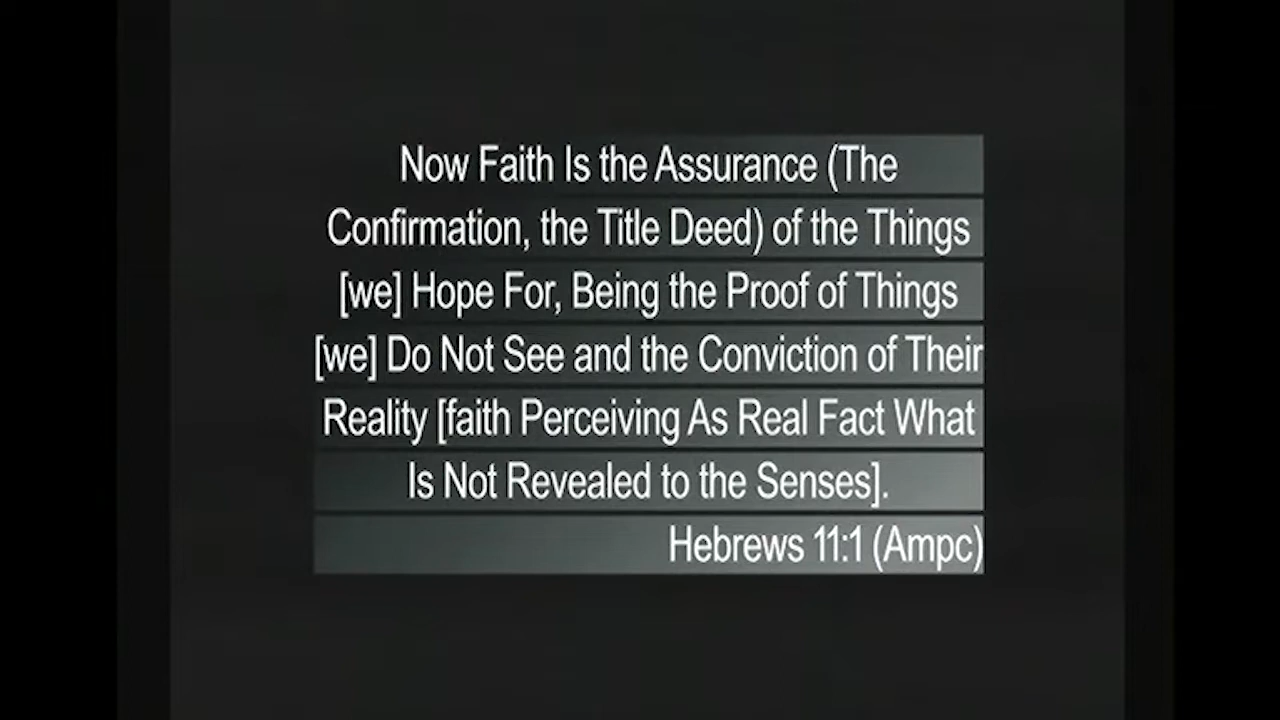 Now Faith Is the Assurance (The
Confirmation, the Title Deed) of the Things
[we] Hope For, Being the Proof of Things
[we] Do Not See and the Conviction of Their
Reality [faith Perceiving As Real Fact What
Is Not Revealed to the Senses].
Hebrews 11:1 (Ampc)